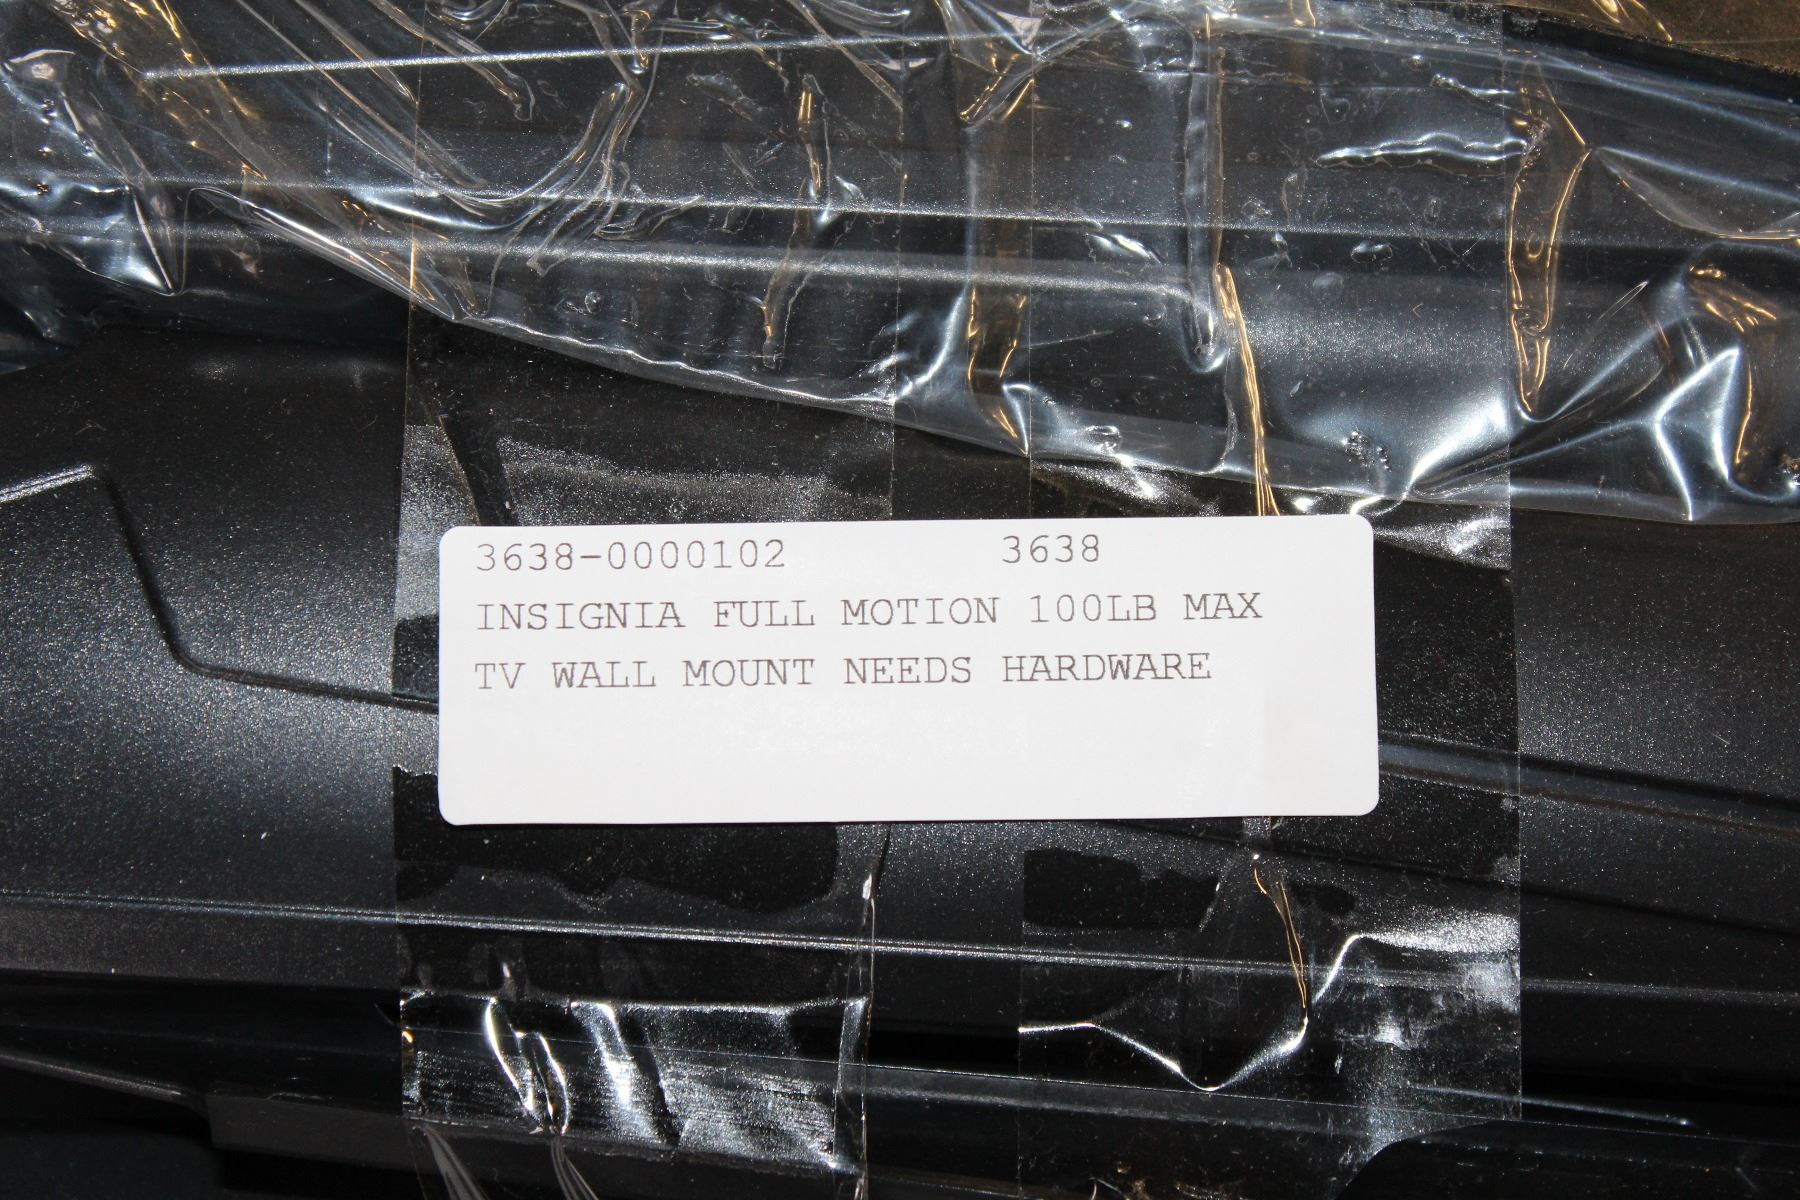 3638-0000102 3638
INSIGNIA FULL MOTION 100LB MAX
TV WALL MOUNT NEEDS HARDWARE